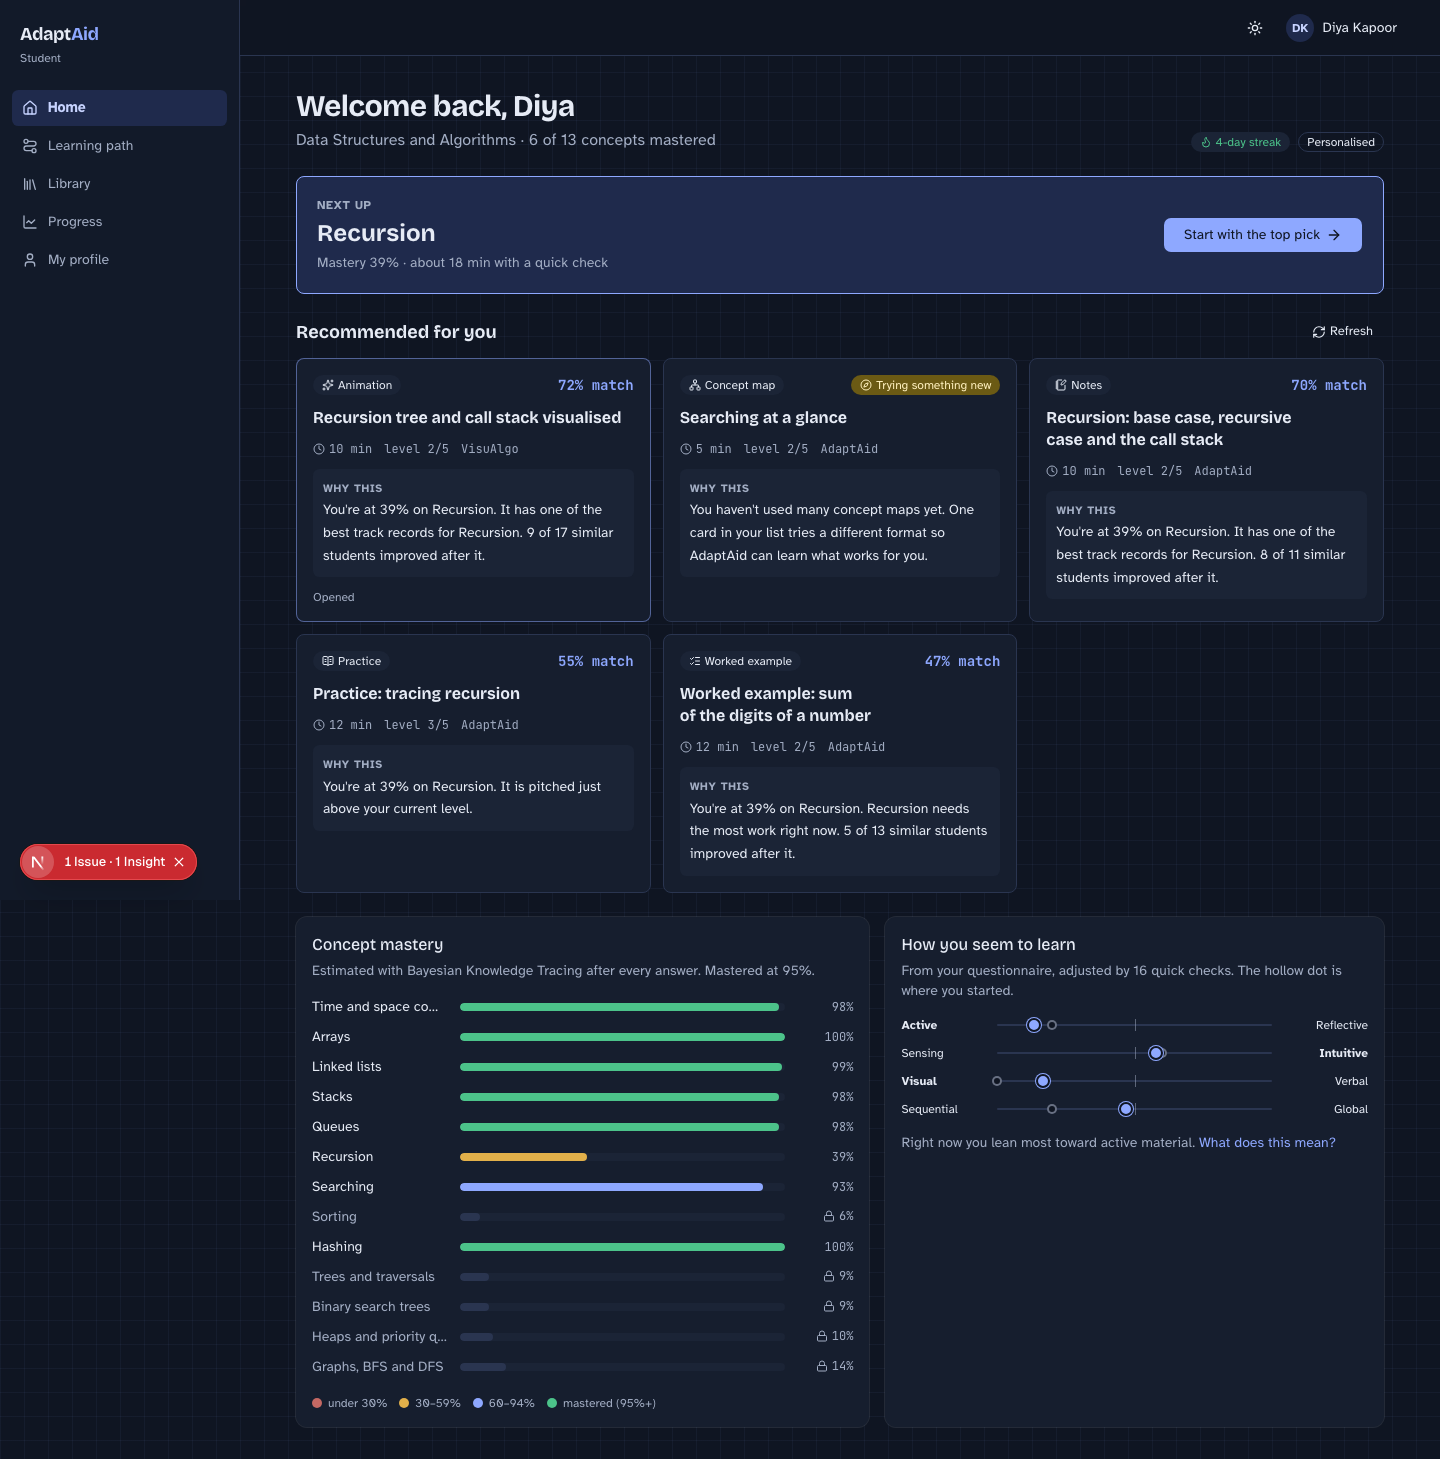 AdaptAid
Student
Home
Learning path
Library
Progress
My profile
1 Issue · 1 Insight
DK Diya Kapoor
Welcome back, Diya
Data Structures and Algorithms · 6 of 13 concepts mastered
4-day streak
Personalised
NEXT UP
Recursion
Mastery 39% · about 18 min with a quick check
Start with the top pick
Recommended for you
Refresh
Animation
72% match
Recursion tree and call stack visualised
10 min level 2/5 VisuAlgo
WHY THIS
You're at 39% on Recursion. It has one of the
best track records for Recursion. 9 of 17 similar
students improved after it.
Opened
Concept map
Trying something new
Searching at a glance
5 min level 2/5 AdaptAid
WHY THIS
You haven't used many concept maps yet. One
card in your list tries a different format so
AdaptAid can learn what works for you.
Notes
70% match
Recursion: base case, recursive
case and the call stack
10 min level 2/5 AdaptAid
WHY THIS
You're at 39% on Recursion. It has one of the
best track records for Recursion. 8 of 11 similar
students improved after it.
Practice
55% match
Practice: tracing recursion
12 min level 3/5 AdaptAid
WHY THIS
You're at 39% on Recursion. It is pitched just
above your current level.
Worked example
47% match
Worked example: sum
of the digits of a number
12 min level 2/5 AdaptAid
WHY THIS
You're at 39% on Recursion. Recursion needs
the most work right now. 5 of 13 similar students
improved after it.
Concept mastery
Estimated with Bayesian Knowledge Tracing after every answer. Mastered at 95%.
Time and space co... 98%
Arrays 100%
Linked lists 99%
Stacks 98%
Queues 98%
Recursion 39%
Searching 93%
Sorting 6%
Hashing 100%
Trees and traversals 9%
Binary search trees 9%
Heaps and priority q... 10%
Graphs, BFS and DFS 14%
under 30% 30–59% 60–94% mastered (95%+)
How you seem to learn
From your questionnaire, adjusted by 16 quick checks. The hollow dot is
where you started.
Active Reflective
Sensing Intuitive
Visual Verbal
Sequential Global
Right now you lean most toward active material. What does this mean?